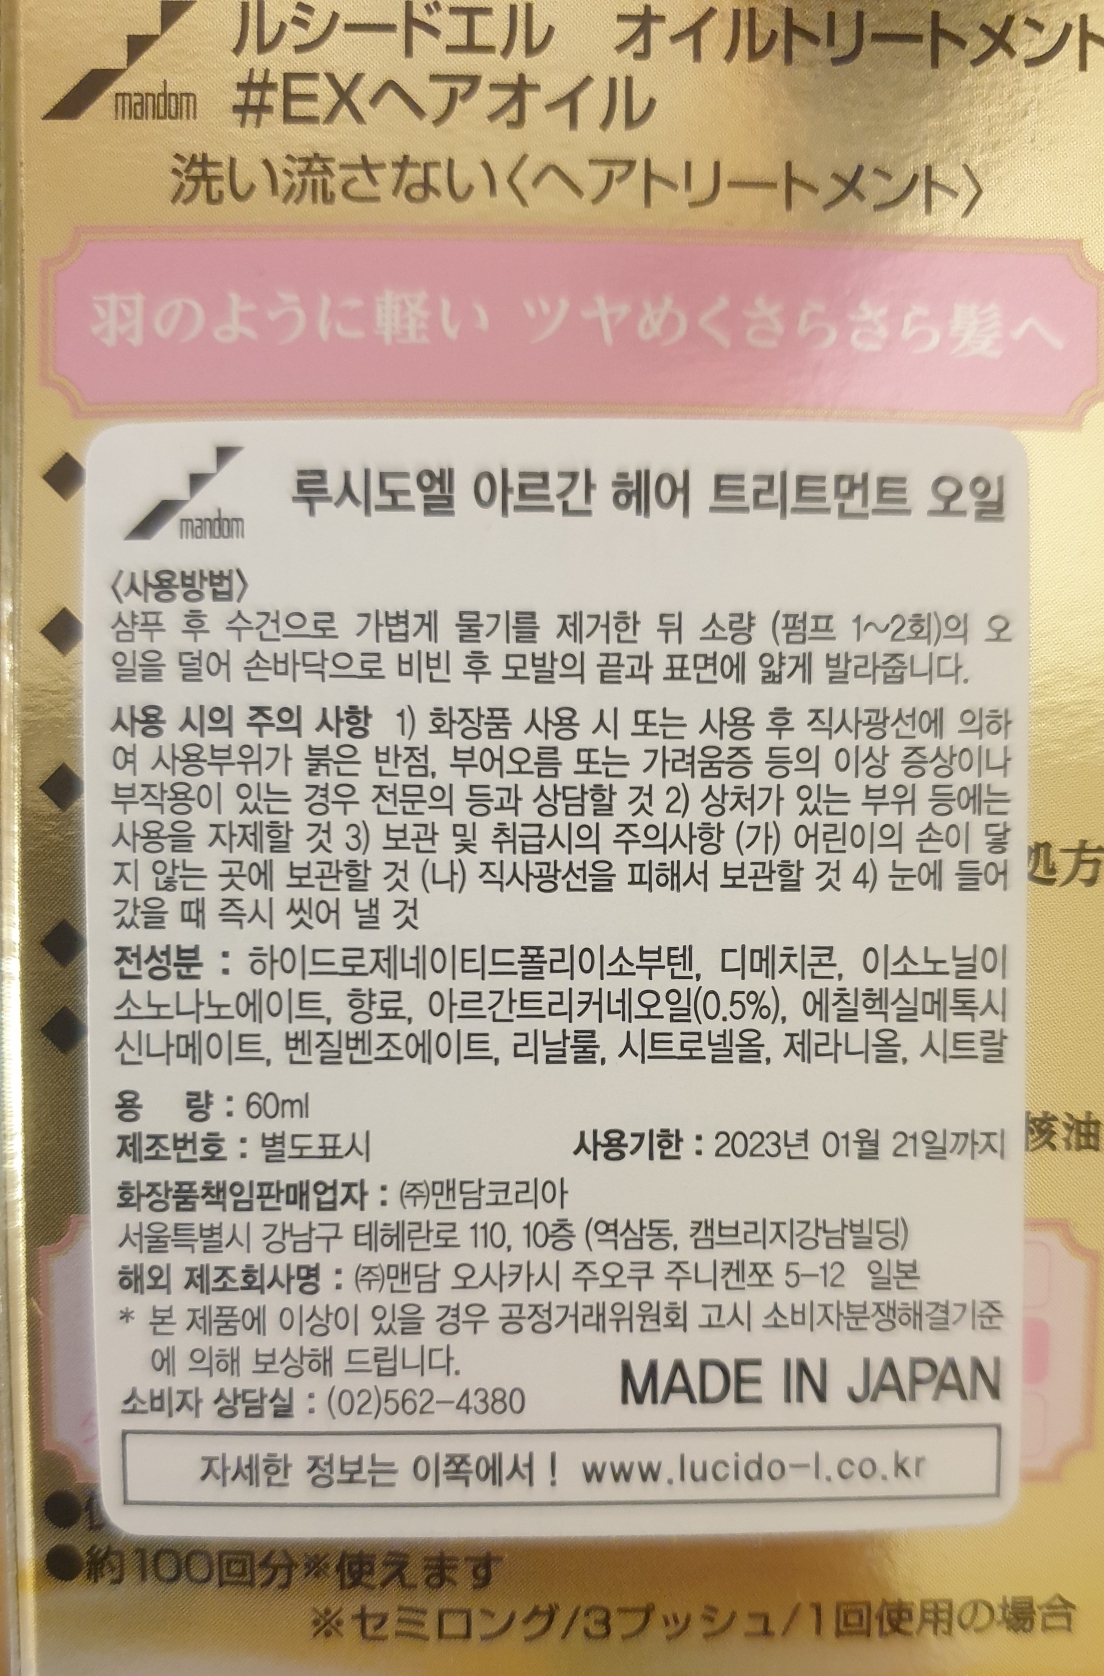 mandom
ルシードエル オイルトリートメント
#EXヘアオイル
洗い流さない〈ヘアトリートメント〉
羽のように軽い ツヤめくさらさら髪へ
mandom
루시도엘 아르간 헤어 트리트먼트 오일
〈사용방법〉
샴푸 후 수건으로 가볍게 물기를 제거한 뒤 소량 (펌프 1~2회)의 오
일을 덜어 손바닥으로 비빈 후 모발의 끝과 표면에 얇게 발라줍니다.
사용 시의 주의 사항 1) 화장품 사용 시 또는 사용 후 직사광선에 의하
여 사용부위가 붉은 반점, 부어오름 또는 가려움증 등의 이상 증상이나
부작용이 있는 경우 전문의 등과 상담할 것 2) 상처가 있는 부위 등에는
사용을 자제할 것 3) 보관 및 취급시의 주의사항 (가) 어린이의 손이 닿
지 않는 곳에 보관할 것 (나) 직사광선을 피해서 보관할 것 4) 눈에 들어
갔을 때 즉시 씻어 낼 것
処方
전성분 : 하이드로제네이티드폴리이소부텐, 디메치콘, 이소노닐이
소노나노에이트, 향료, 아르간트리커네오일(0.5%), 에칠헥실메톡시
신나메이트, 벤질벤조에이트, 리날룰, 시트로넬올, 제라니올, 시트랄
용 량 : 60ml
제조번호 : 별도표시 사용기한 : 2023년 01월 21일까지
核油
화장품책임판매업자 : ㈜맨담코리아
서울특별시 강남구 테헤란로 110, 10층 (역삼동, 캠브리지강남빌딩)
해외 제조회사명 : ㈜맨담 오사카시 주오쿠 주니켄쪼 5-12 일본
* 본 제품에 이상이 있을 경우 공정거래위원회 고시 소비자분쟁해결기준
에 의해 보상해 드립니다.
소비자 상담실 : (02)562-4380
MADE IN JAPAN
자세한 정보는 이쪽에서 ! www.lucido-l.co.kr
●約100回分※使えます
※セミロング/3プッシュ/1回使用の場合